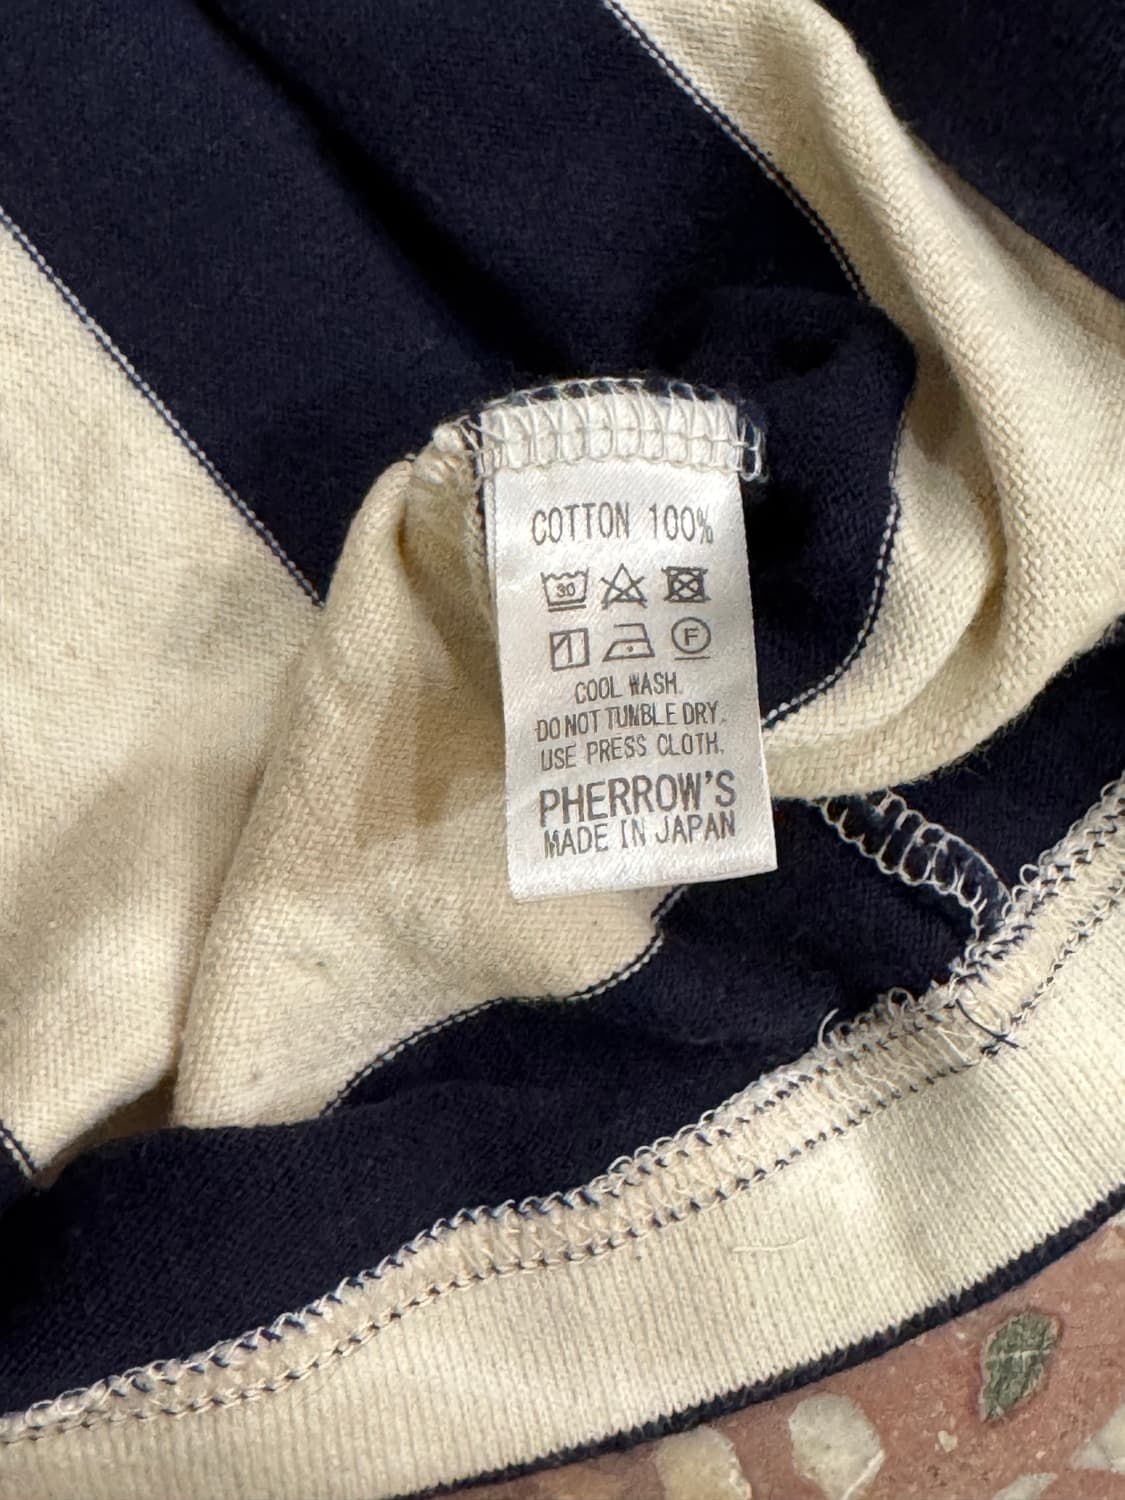 COTTON 100%
30
F
COOL WASH.
DO NOT TUMBLE DRY.
USE PRESS CLOTH.
PHERROW'S
MADE IN JAPAN